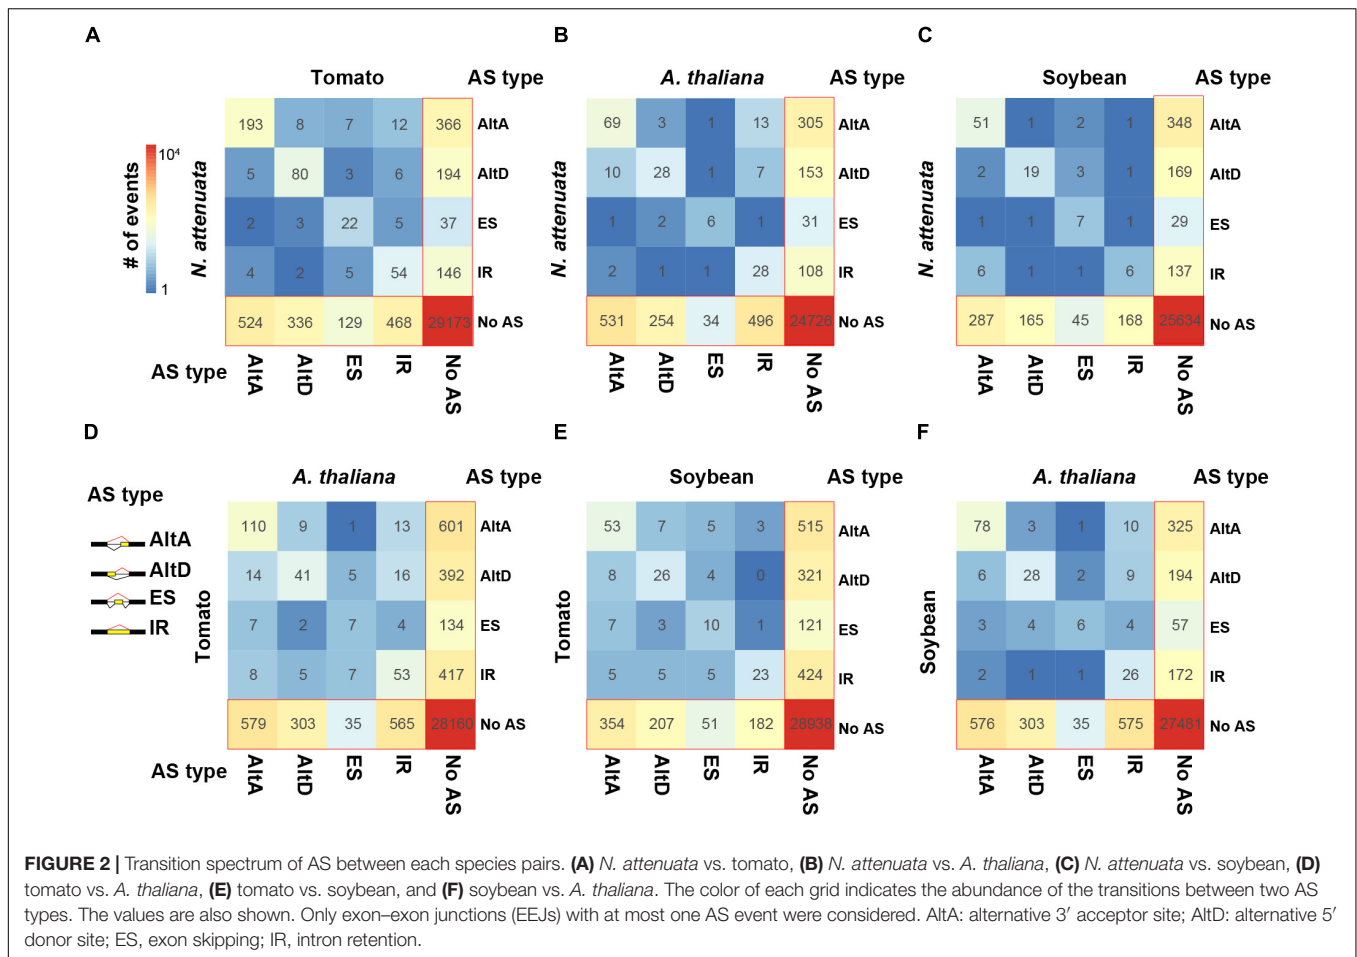 A
B
C
Tomato AS type
A. thaliana AS type
Soybean AS type
# of events
10⁴
1
N. attenuata
193 8 7 12 366 AltA
5 80 3 6 194 AltD
2 3 22 5 37 ES
4 2 5 54 146 IR
524 336 129 468 29173 No AS
AS type AltA AltD ES IR No AS
N. attenuata
69 3 1 13 305 AltA
10 28 1 7 153 AltD
1 2 6 1 31 ES
2 1 1 28 108 IR
531 254 34 496 24726 No AS
AltA AltD ES IR No AS
N. attenuata
51 1 2 1 348 AltA
2 19 3 1 169 AltD
1 1 7 1 29 ES
6 1 1 6 137 IR
287 165 45 168 25634 No AS
AltA AltD ES IR No AS
D
E
F
A. thaliana AS type
Soybean AS type
A. thaliana AS type
AS type
AltA
AltD
ES
IR
Tomato
110 9 1 13 601 AltA
14 41 5 16 392 AltD
7 2 7 4 134 ES
8 5 7 53 417 IR
579 303 35 565 28160 No AS
AS type AltA AltD ES IR No AS
Tomato
53 7 5 3 515 AltA
8 26 4 0 321 AltD
7 3 10 1 121 ES
5 5 5 23 424 IR
354 207 51 182 28938 No AS
AltA AltD ES IR No AS
Soybean
78 3 1 10 325 AltA
6 28 2 9 194 AltD
3 4 6 4 57 ES
2 1 1 26 172 IR
576 303 35 575 27481 No AS
AltA AltD ES IR No AS
FIGURE 2 | Transition spectrum of AS between each species pairs. (A) N. attenuata vs. tomato, (B) N. attenuata vs. A. thaliana, (C) N. attenuata vs. soybean, (D)
tomato vs. A. thaliana, (E) tomato vs. soybean, and (F) soybean vs. A. thaliana. The color of each grid indicates the abundance of the transitions between two AS
types. The values are also shown. Only exon–exon junctions (EEJs) with at most one AS event were considered. AltA: alternative 3′ acceptor site; AltD: alternative 5′
donor site; ES, exon skipping; IR, intron retention.